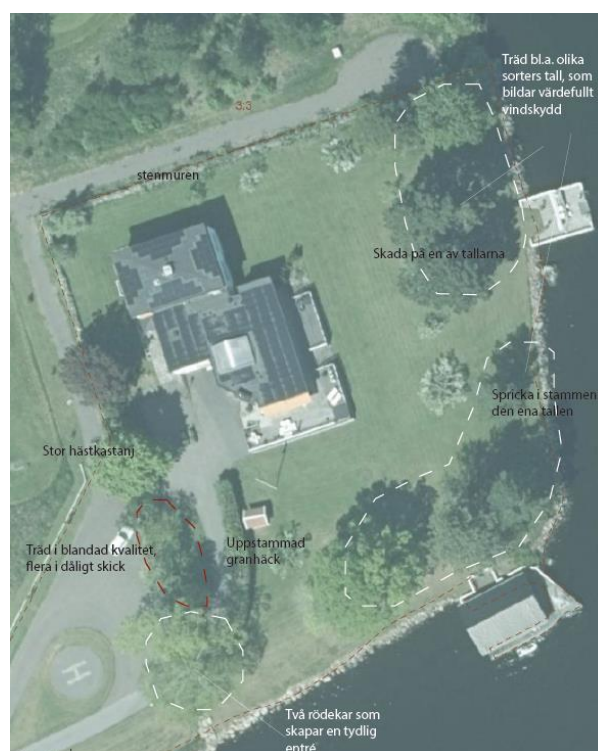 Träd bl.a. olika
sorters tall, som
bildar värdefullt
vindskydd
3:3
stenmuren
Skada på en av tallarna
Spricka i stammen
den ena tallen
Stor hästkastanj
Träd i blandad kvalitet,
flera i dåligt skick
Uppstammad
granhäck
H
Två rödekar som
skapar en tydlig
entré